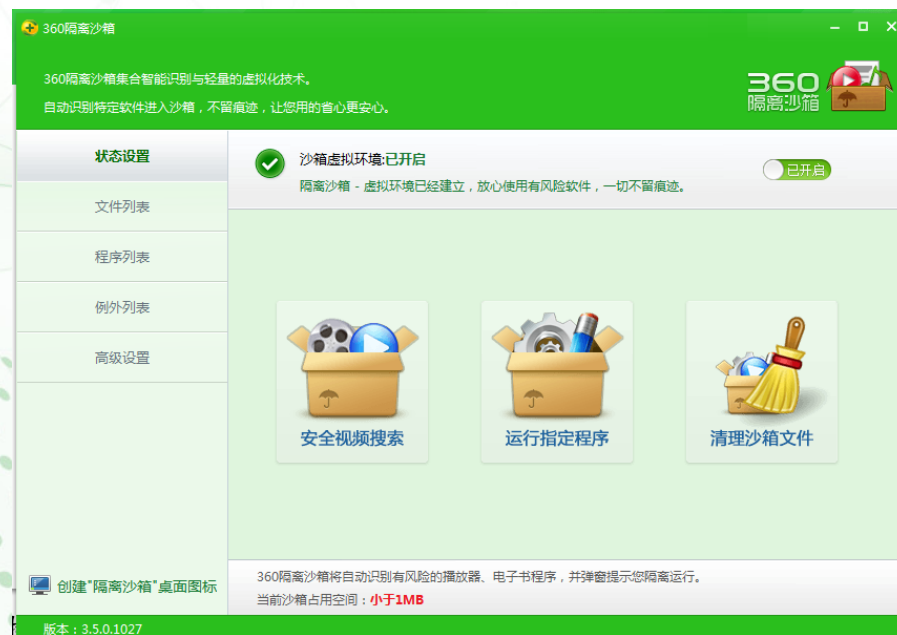 360隔离沙箱
360隔离沙箱集合智能识别与轻量的虚拟化技术。
自动识别特定软件进入沙箱，不留痕迹，让您用的省心更安心。
360
隔离沙箱
状态设置
文件列表
程序列表
例外列表
高级设置
沙箱虚拟环境:已开启
隔离沙箱 - 虚拟环境已经建立，放心使用有风险软件，一切不留痕迹。
已开启
安全视频搜索
运行指定程序
清理沙箱文件
创建"隔离沙箱"桌面图标
360隔离沙箱将自动识别有风险的播放器、电子书程序，并弹窗提示您隔离运行。
当前沙箱占用空间：小于1MB
版本：3.5.0.1027